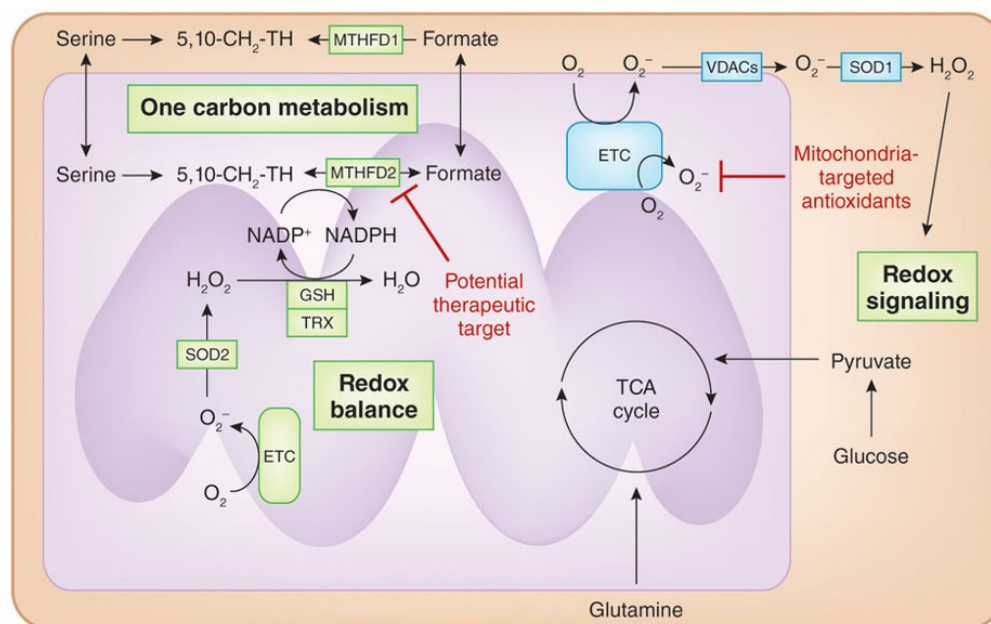 Serine 5,10-CH₂-TH MTHFD1 Formate
O₂ O₂⁻ VDACs O₂⁻ SOD1 H₂O₂
One carbon metabolism
ETC
O₂⁻
O₂
Mitochondria-
targeted
antioxidants
Serine 5,10-CH₂-TH MTHFD2 Formate
NADP⁺ NADPH
H₂O₂ H₂O
GSH
TRX
Potential
therapeutic
target
Redox
signaling
SOD2
Redox
balance
TCA
cycle
Pyruvate
O₂⁻
ETC
O₂
Glucose
Glutamine